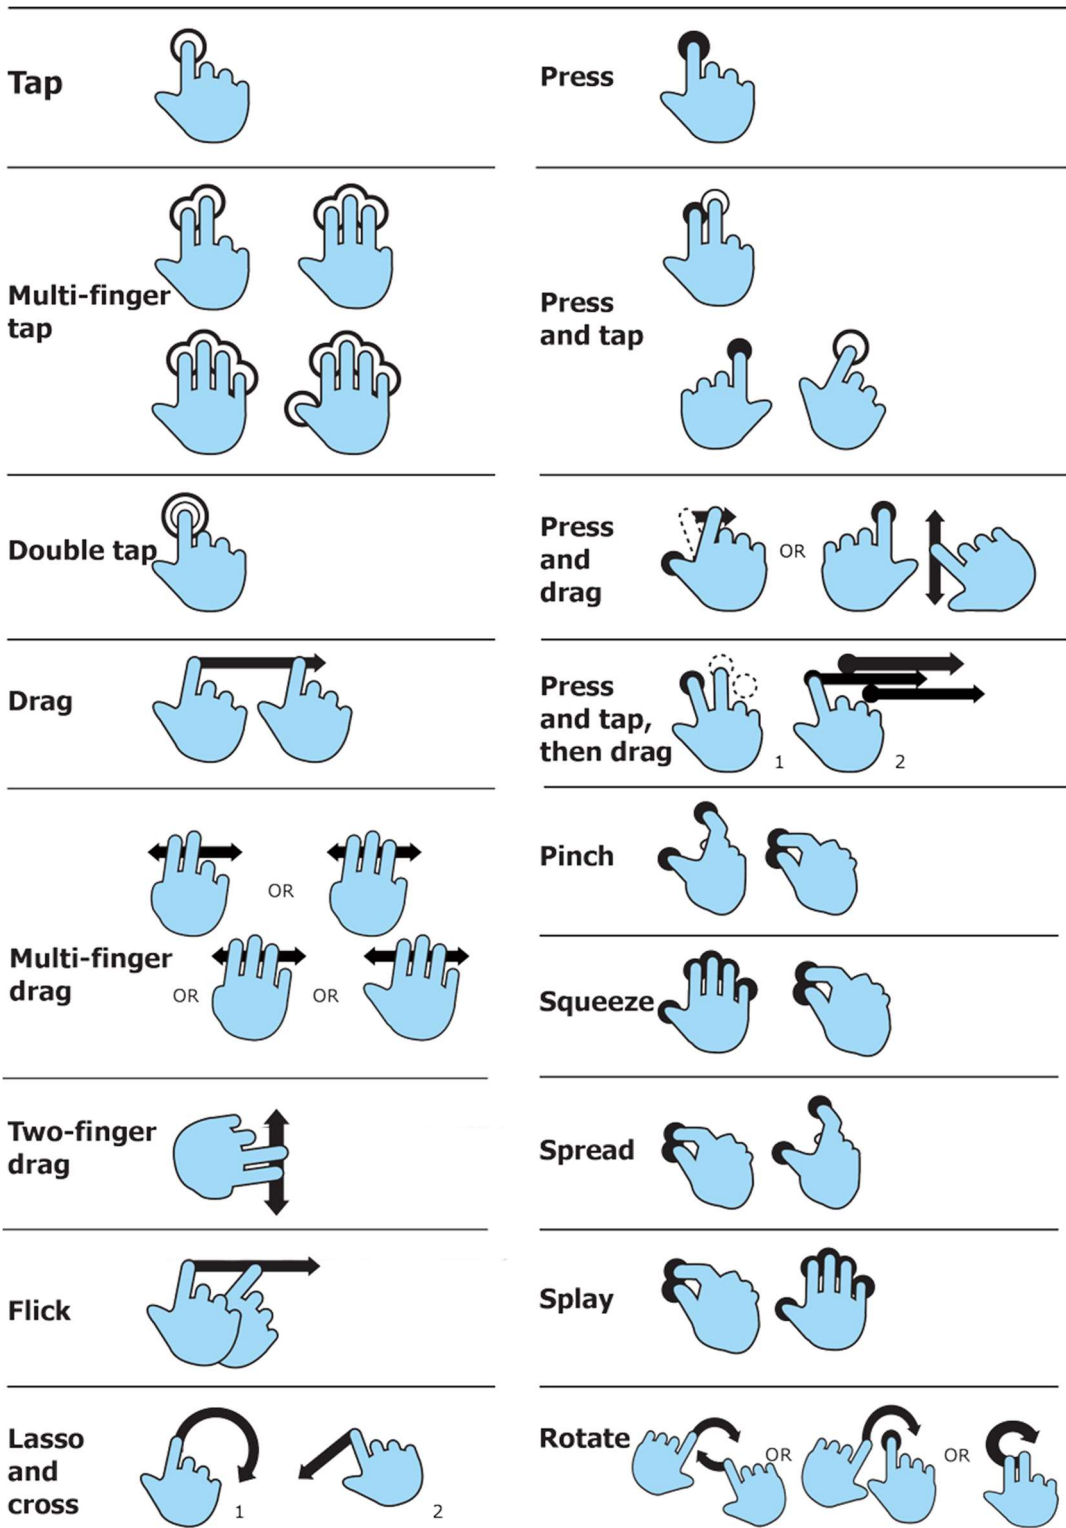 Tap
Press
Multi-finger
tap
Press
and tap
Double tap
Press
and
drag
OR
Drag
Press
and tap,
then drag
1
2
Multi-finger
drag
OR
OR
OR
Pinch
Squeeze
Two-finger
drag
Spread
Flick
Splay
Lasso
and
cross
1
2
Rotate
OR
OR